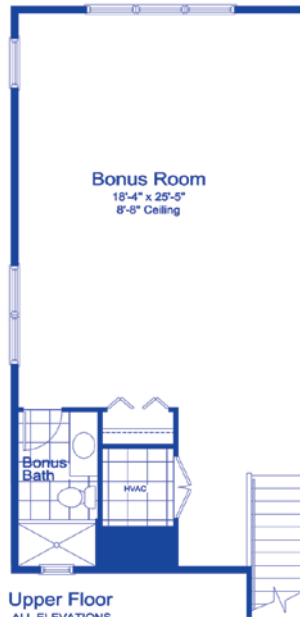 Bonus Room
18'-4" x 25'-5"
8'-8" Ceiling
Bonus
Bath
HVAC
Upper Floor
ALL ELEVATIONS